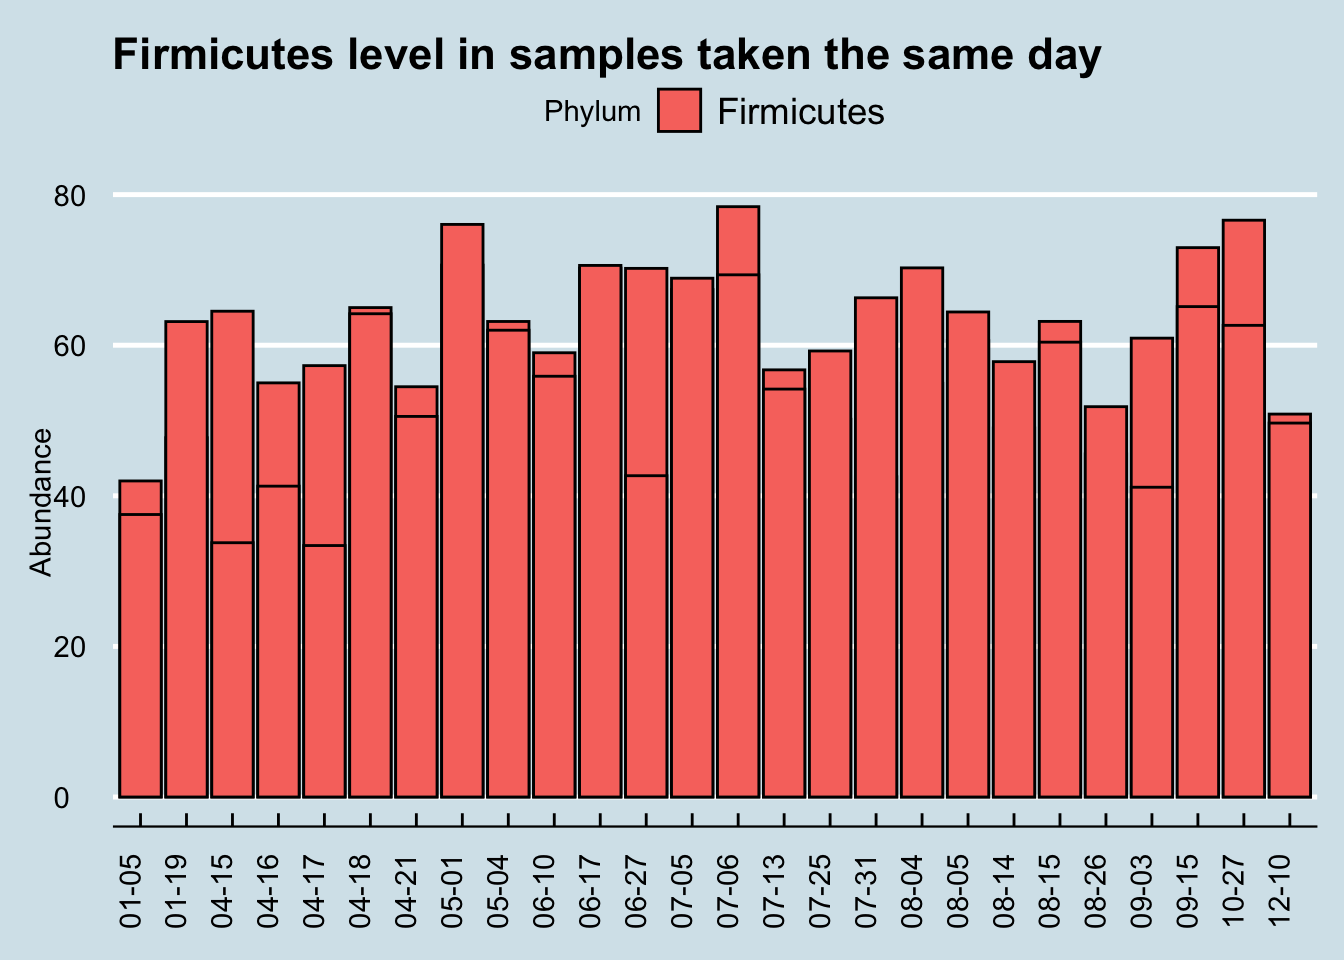 Firmicutes level in samples taken the same day
Phylum Firmicutes
Abundance
80
60
40
20
0
01-05 01-19 04-15 04-16 04-17 04-18 04-21 05-01 05-04 06-10 06-17 06-27 07-05 07-06 07-13 07-25 07-31 08-04 08-05 08-14 08-15 08-26 09-03 09-15 10-27 12-10